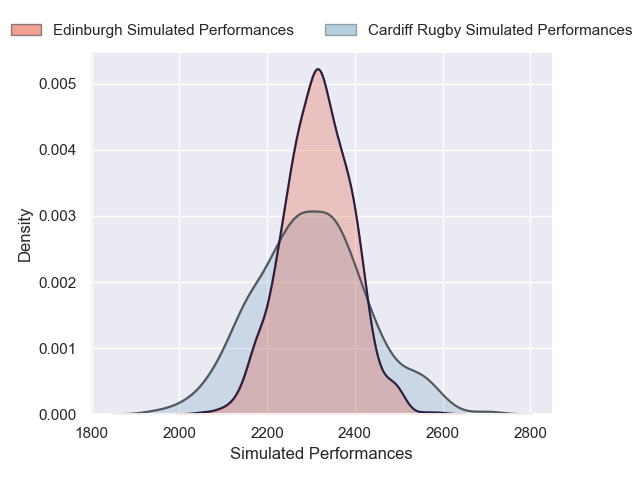 Edinburgh Simulated Performances Cardiff Rugby Simulated Performances
0.005
0.004
0.003
0.002
0.001
0.000
Density
1800 2000 2200 2400 2600 2800
Simulated Performances